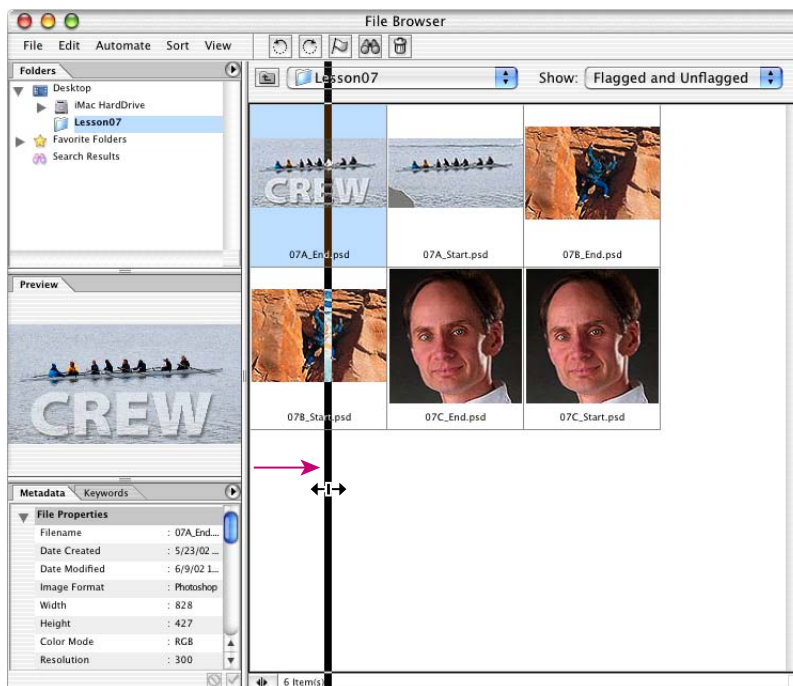 File Browser
File Edit Automate Sort View
Folders
Desktop
iMac HardDrive
Lesson07
Favorite Folders
Search Results
Lesson07
Show: Flagged and Unflagged
CREW
07A_End.psd
07A_Start.psd
07B_End.psd
07B_Start.psd
07C_End.psd
07C_Start.psd
Preview
CREW
Metadata Keywords
File Properties
Filename : 07A_End....
Date Created : 5/23/02 ...
Date Modified : 6/9/02 1...
Image Format : Photoshop
Width : 828
Height : 427
Color Mode : RGB
Resolution : 300
6 Item(s)